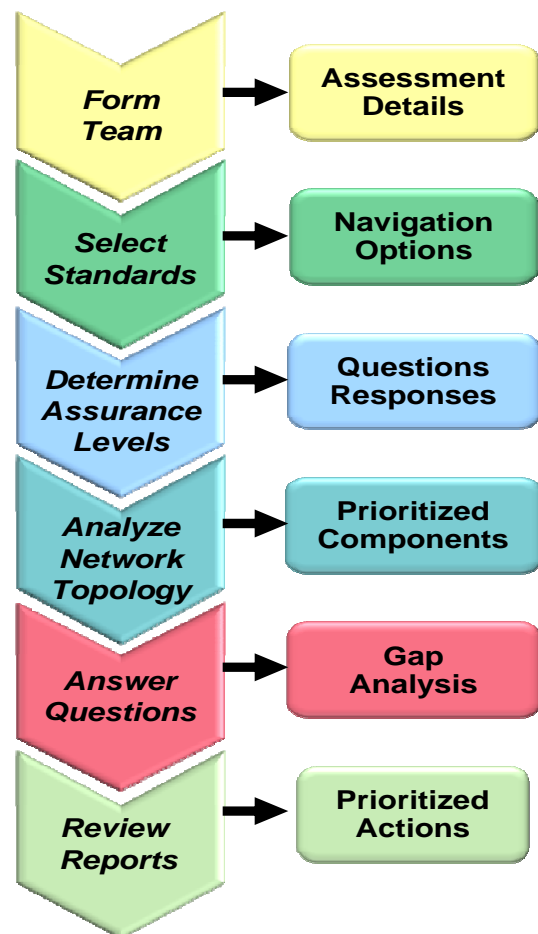 Form
Team
Assessment
Details
Select
Standards
Navigation
Options
Determine
Assurance
Levels
Questions
Responses
Analyze
Network
Topology
Prioritized
Components
Answer
Questions
Gap
Analysis
Review
Reports
Prioritized
Actions